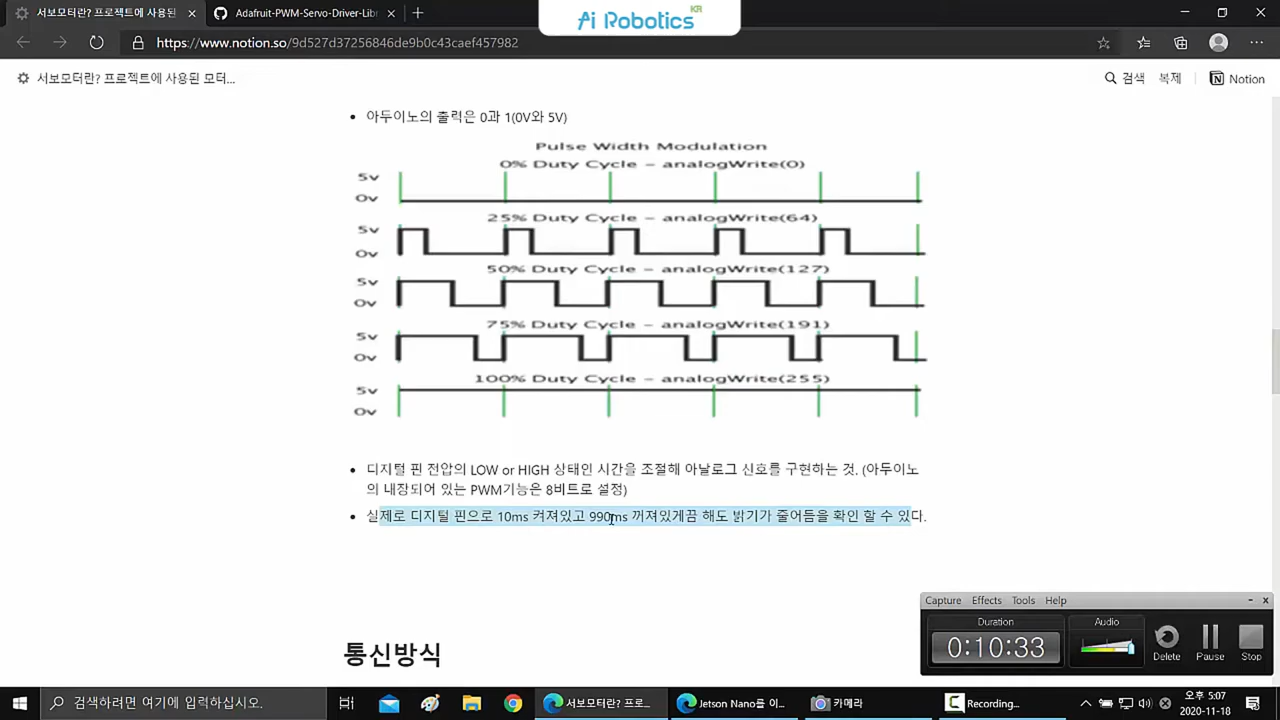 서보모터란? 프로젝트에 사용된
Adafruit-PWM-Servo-Driver-Libr
Ai Robotics KR
https://www.notion.so/9d527d37256846de9b0c43caef457982
서보모터란? 프로젝트에 사용된 모터...
검색
복제
Notion
아두이노의 출력은 0과 1(0V와 5V)
Pulse Width Modulation
0% Duty Cycle – analogWrite(0)
5v
0v
25% Duty Cycle – analogWrite(64)
5v
0v
50% Duty Cycle – analogWrite(127)
5v
0v
75% Duty Cycle – analogWrite(191)
5v
0v
100% Duty Cycle – analogWrite(255)
5v
0v
디지털 핀 전압의 LOW or HIGH 상태인 시간을 조절해 아날로그 신호를 구현하는 것. (아두이노
의 내장되어 있는 PWM기능은 8비트로 설정)
실제로 디지털 핀으로 10ms 켜져있고 990ms 꺼져있게끔 해도 밝기가 줄어듬을 확인 할 수 있다.
통신방식
Capture Effects Tools Help
Duration
0:10:33
Audio
Delete
Pause
Stop
검색하려면 여기에 입력하십시오.
서보모터란? 프로...
Jetson Nano를 이...
카메라
Recording...
오후 5:07
2020-11-18